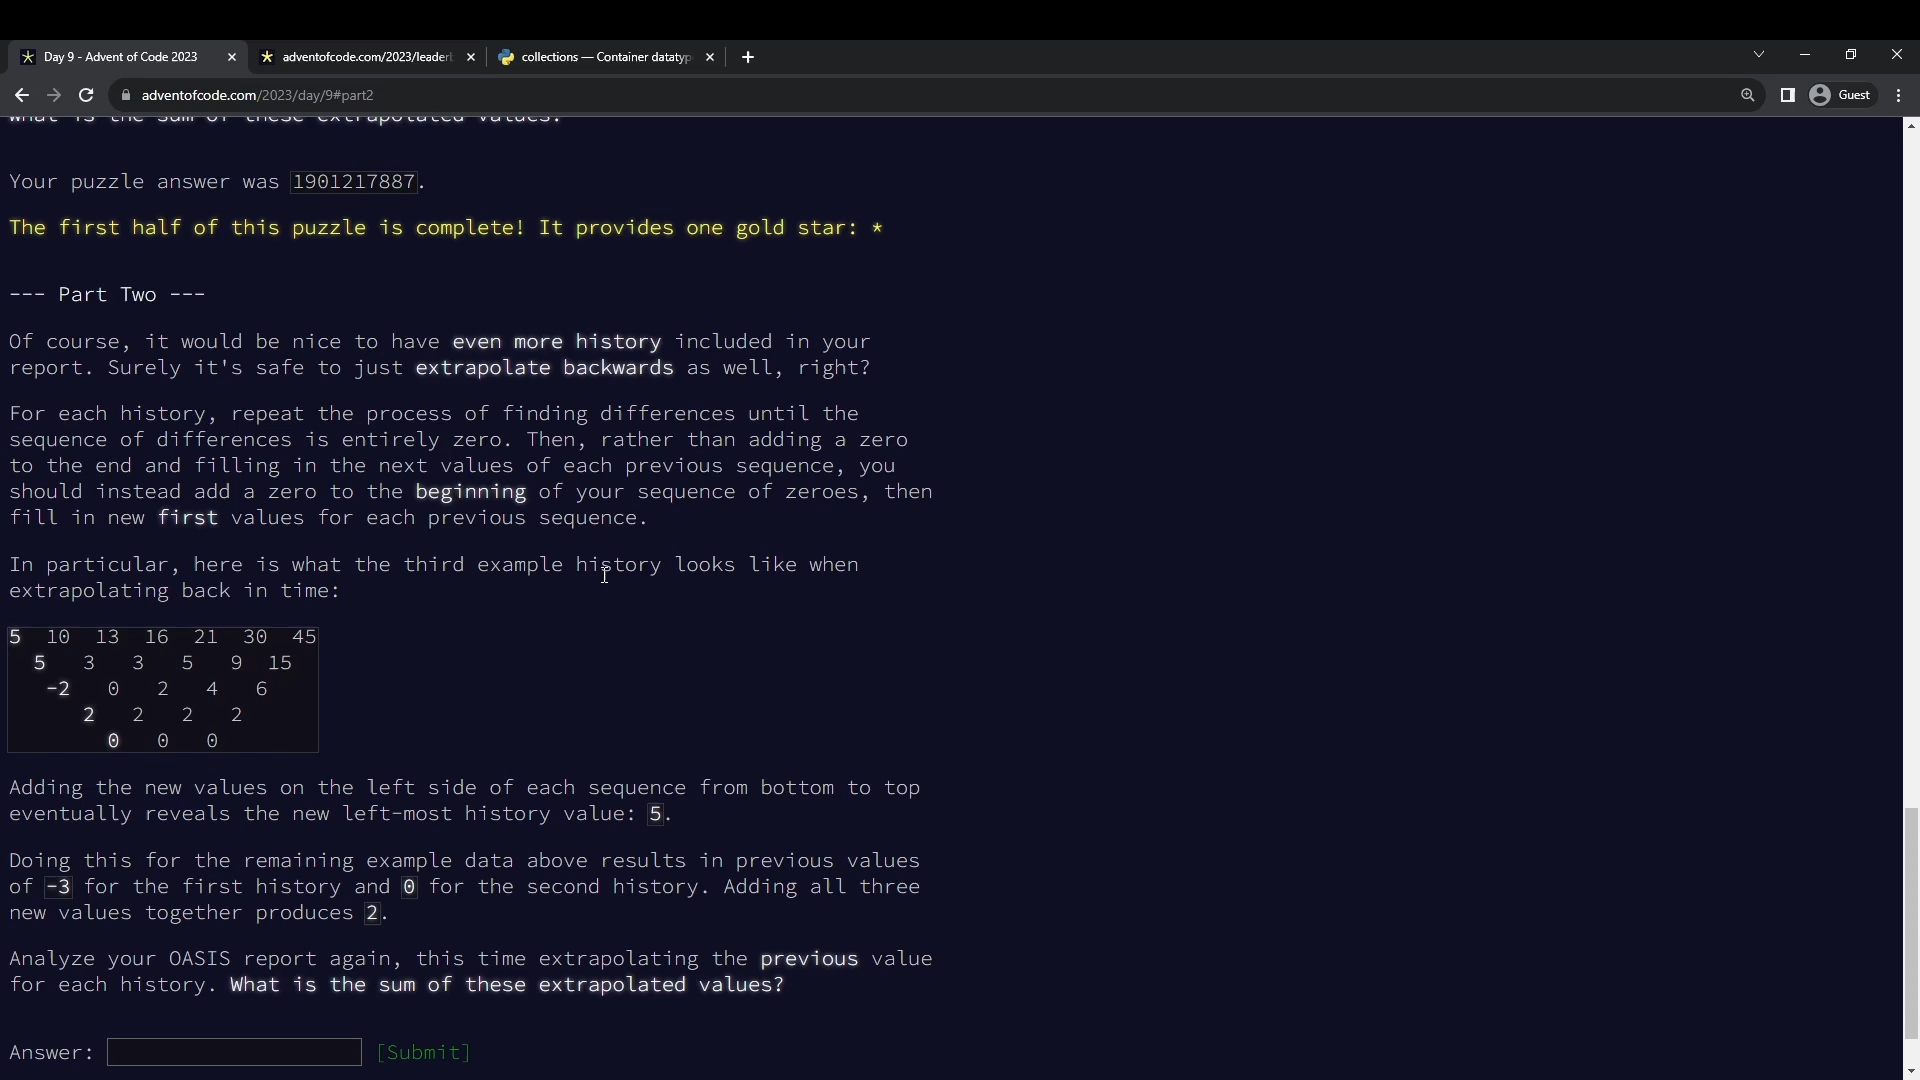 Day 9 - Advent of Code 2023
adventofcode.com/2023/leaderb
collections — Container datatyp
adventofcode.com/2023/day/9#part2
Guest
What is the sum of these extrapolated values?
Your puzzle answer was 1901217887.
The first half of this puzzle is complete! It provides one gold star: *
--- Part Two ---
Of course, it would be nice to have even more history included in your
report. Surely it's safe to just extrapolate backwards as well, right?
For each history, repeat the process of finding differences until the
sequence of differences is entirely zero. Then, rather than adding a zero
to the end and filling in the next values of each previous sequence, you
should instead add a zero to the beginning of your sequence of zeroes, then
fill in new first values for each previous sequence.
In particular, here is what the third example history looks like when
extrapolating back in time:
5 10 13 16 21 30 45
5 3 3 5 9 15
-2 0 2 4 6
2 2 2 2
0 0 0
Adding the new values on the left side of each sequence from bottom to top
eventually reveals the new left-most history value: 5.
Doing this for the remaining example data above results in previous values
of -3 for the first history and 0 for the second history. Adding all three
new values together produces 2.
Analyze your OASIS report again, this time extrapolating the previous value
for each history. What is the sum of these extrapolated values?
Answer: [Submit]